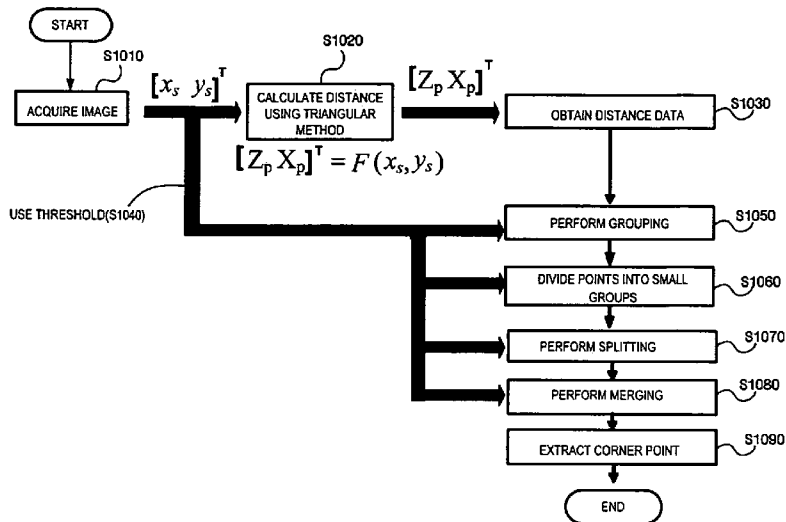 START
S1010
ACQUIRE IMAGE
[x_s y_s]^T
S1020
CALCULATE DISTANCE
USING TRIANGULAR
METHOD
[Z_p X_p]^T = F(x_s, y_s)
[Z_p X_p]^T
OBTAIN DISTANCE DATA
S1030
USE THRESHOLD(S1040)
PERFORM GROUPING
S1050
DIVIDE POINTS INTO SMALL
GROUPS
S1060
PERFORM SPLITTING
S1070
PERFORM MERGING
S1080
EXTRACT CORNER POINT
S1090
END